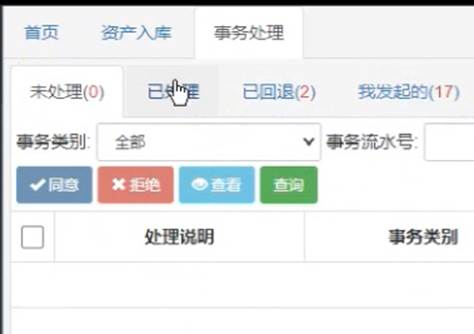 首页 资产入库 事务处理
未处理(0) 已处理 已回退(2) 我发起的(17)
事务类别: 全部 事务流水号:
同意 拒绝 查看 查询
处理说明 事务类别